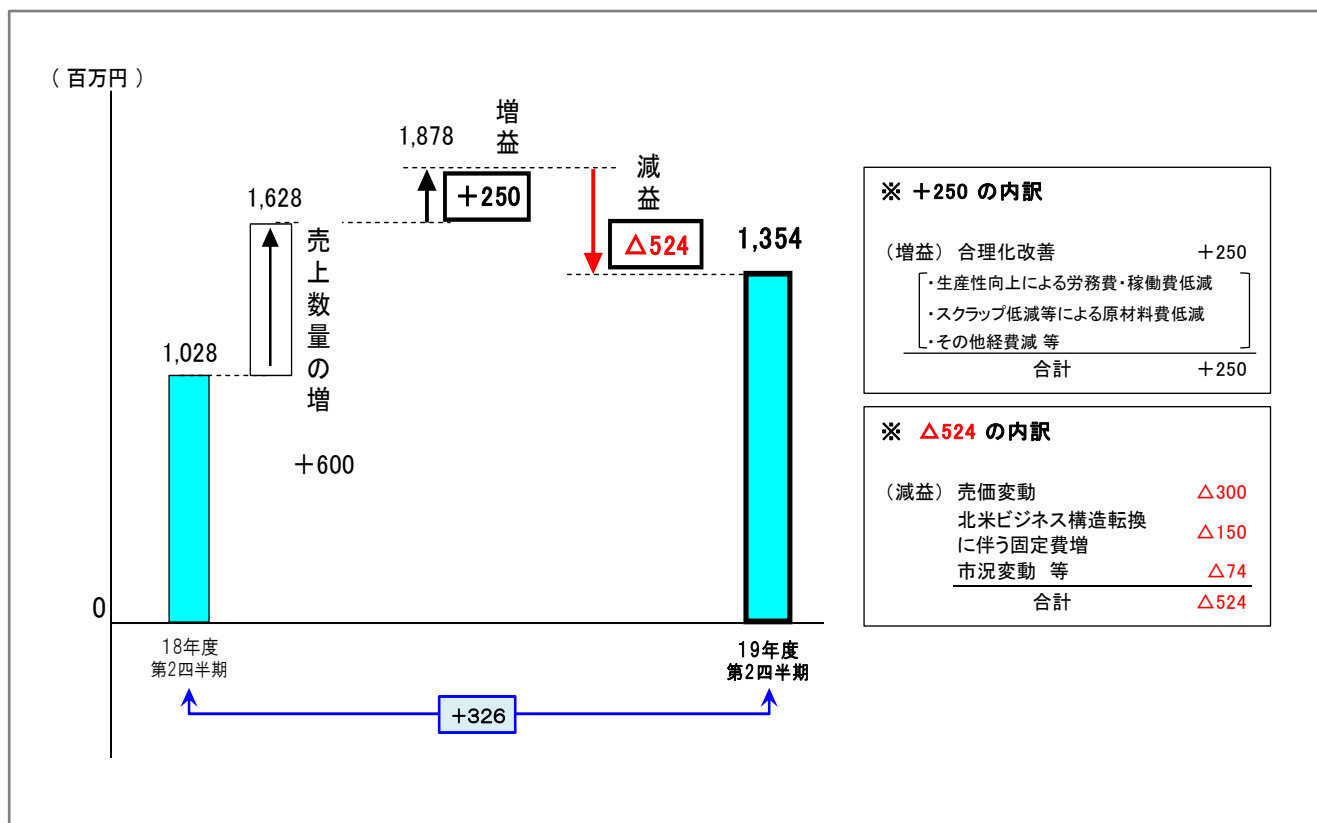 ( 百万円 )
1,028
1,628
売上数量の増
+600
1,878
増益
+250
減益
△524
1,354
0
18年度
第2四半期
19年度
第2四半期
+326
※ +250 の内訳
(増益) 合理化改善 +250
・生産性向上による労務費・稼働費低減
・スクラップ低減等による原材料費低減
・その他経費減 等
合計 +250
※ △524 の内訳
(減益) 売価変動 △300
北米ビジネス構造転換
に伴う固定費増 △150
市況変動 等 △74
合計 △524